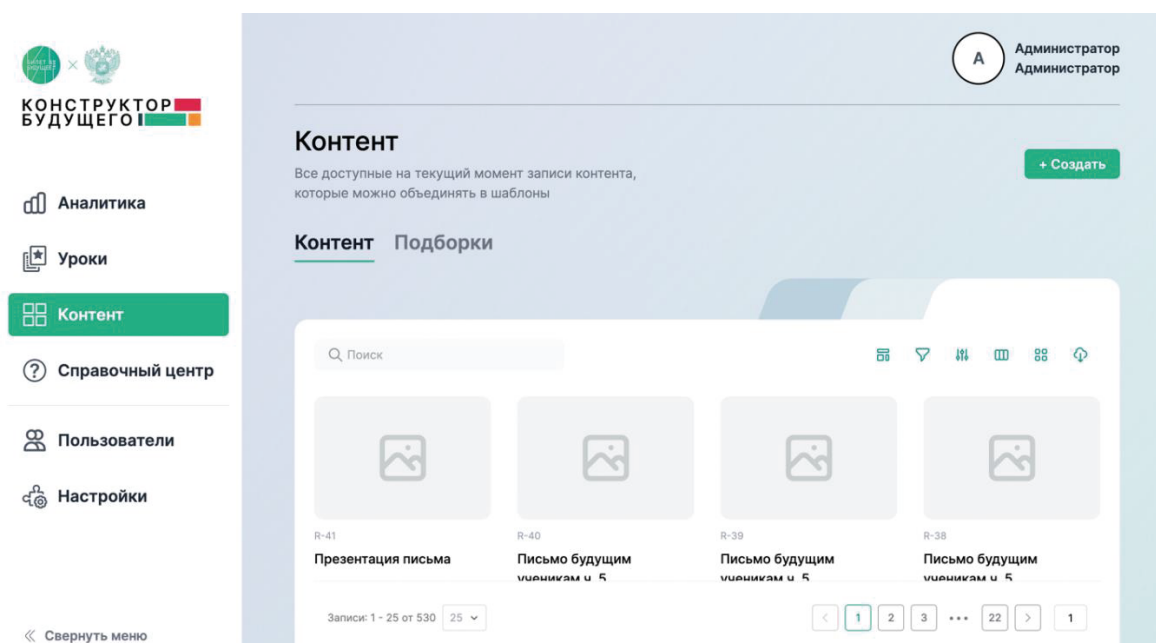 БИЛЕТ В
БУДУЩЕЕ
КОНСТРУКТОР
БУДУЩЕГО
Аналитика
Уроки
Контент
Справочный центр
Пользователи
Настройки
Свернуть меню
А
Администратор
Администратор
Контент
Все доступные на текущий момент записи контента,
которые можно объединять в шаблоны
+ Создать
Контент Подборки
Поиск
R-41 R-40 R-39 R-38
Презентация письма Письмо будущим Письмо будущим Письмо будущим
ученикам ч. 5 ученикам ч. 5 ученикам ч. 5
Записи: 1 - 25 от 530 25 1 2 3 ••• 22 1